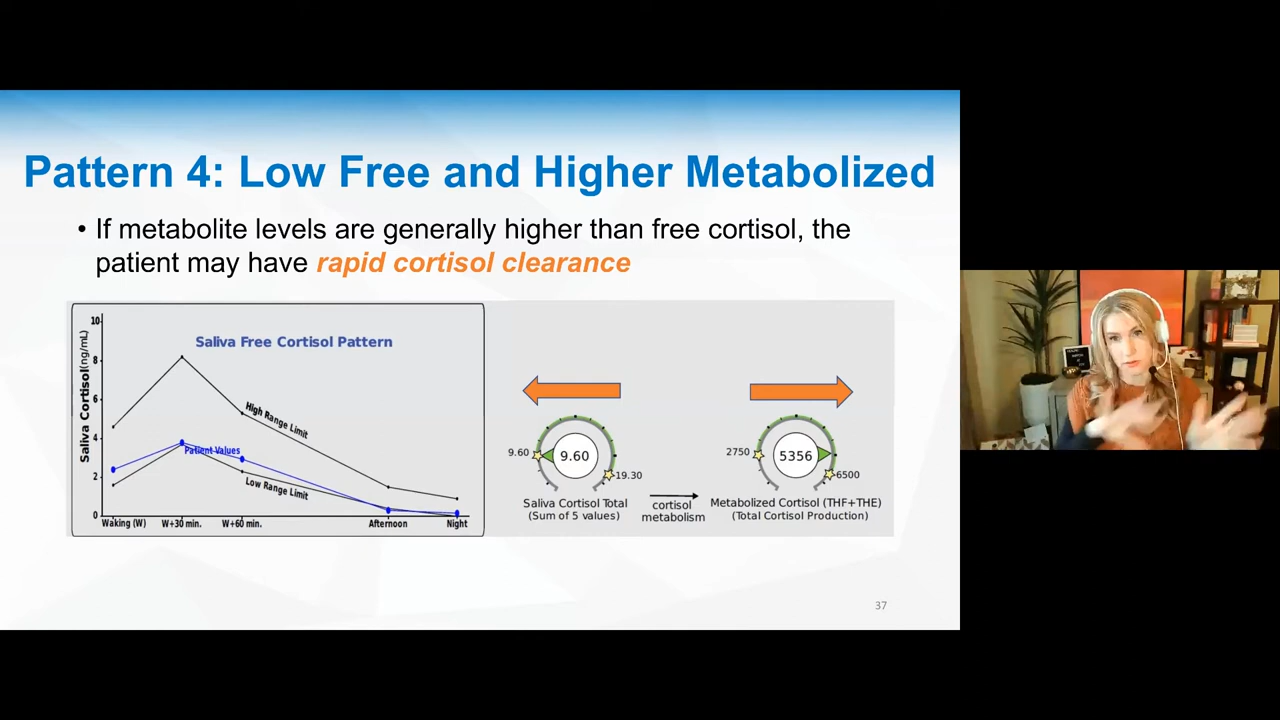 Pattern 4: Low Free and Higher Metabolized
• If metabolite levels are generally higher than free cortisol, the
patient may have rapid cortisol clearance
Saliva Free Cortisol Pattern
Saliva Cortisol(ng/mL)
10
8
6
4
2
0
High Range Limit
Patient Values
Low Range Limit
Waking (W)
W+30 min.
W+60 min.
Afternoon
Night
9.60
9.60
19.30
Saliva Cortisol Total
(Sum of 5 values)
cortisol
metabolism
2750
5356
6500
Metabolized Cortisol (THF+THE)
(Total Cortisol Production)
37